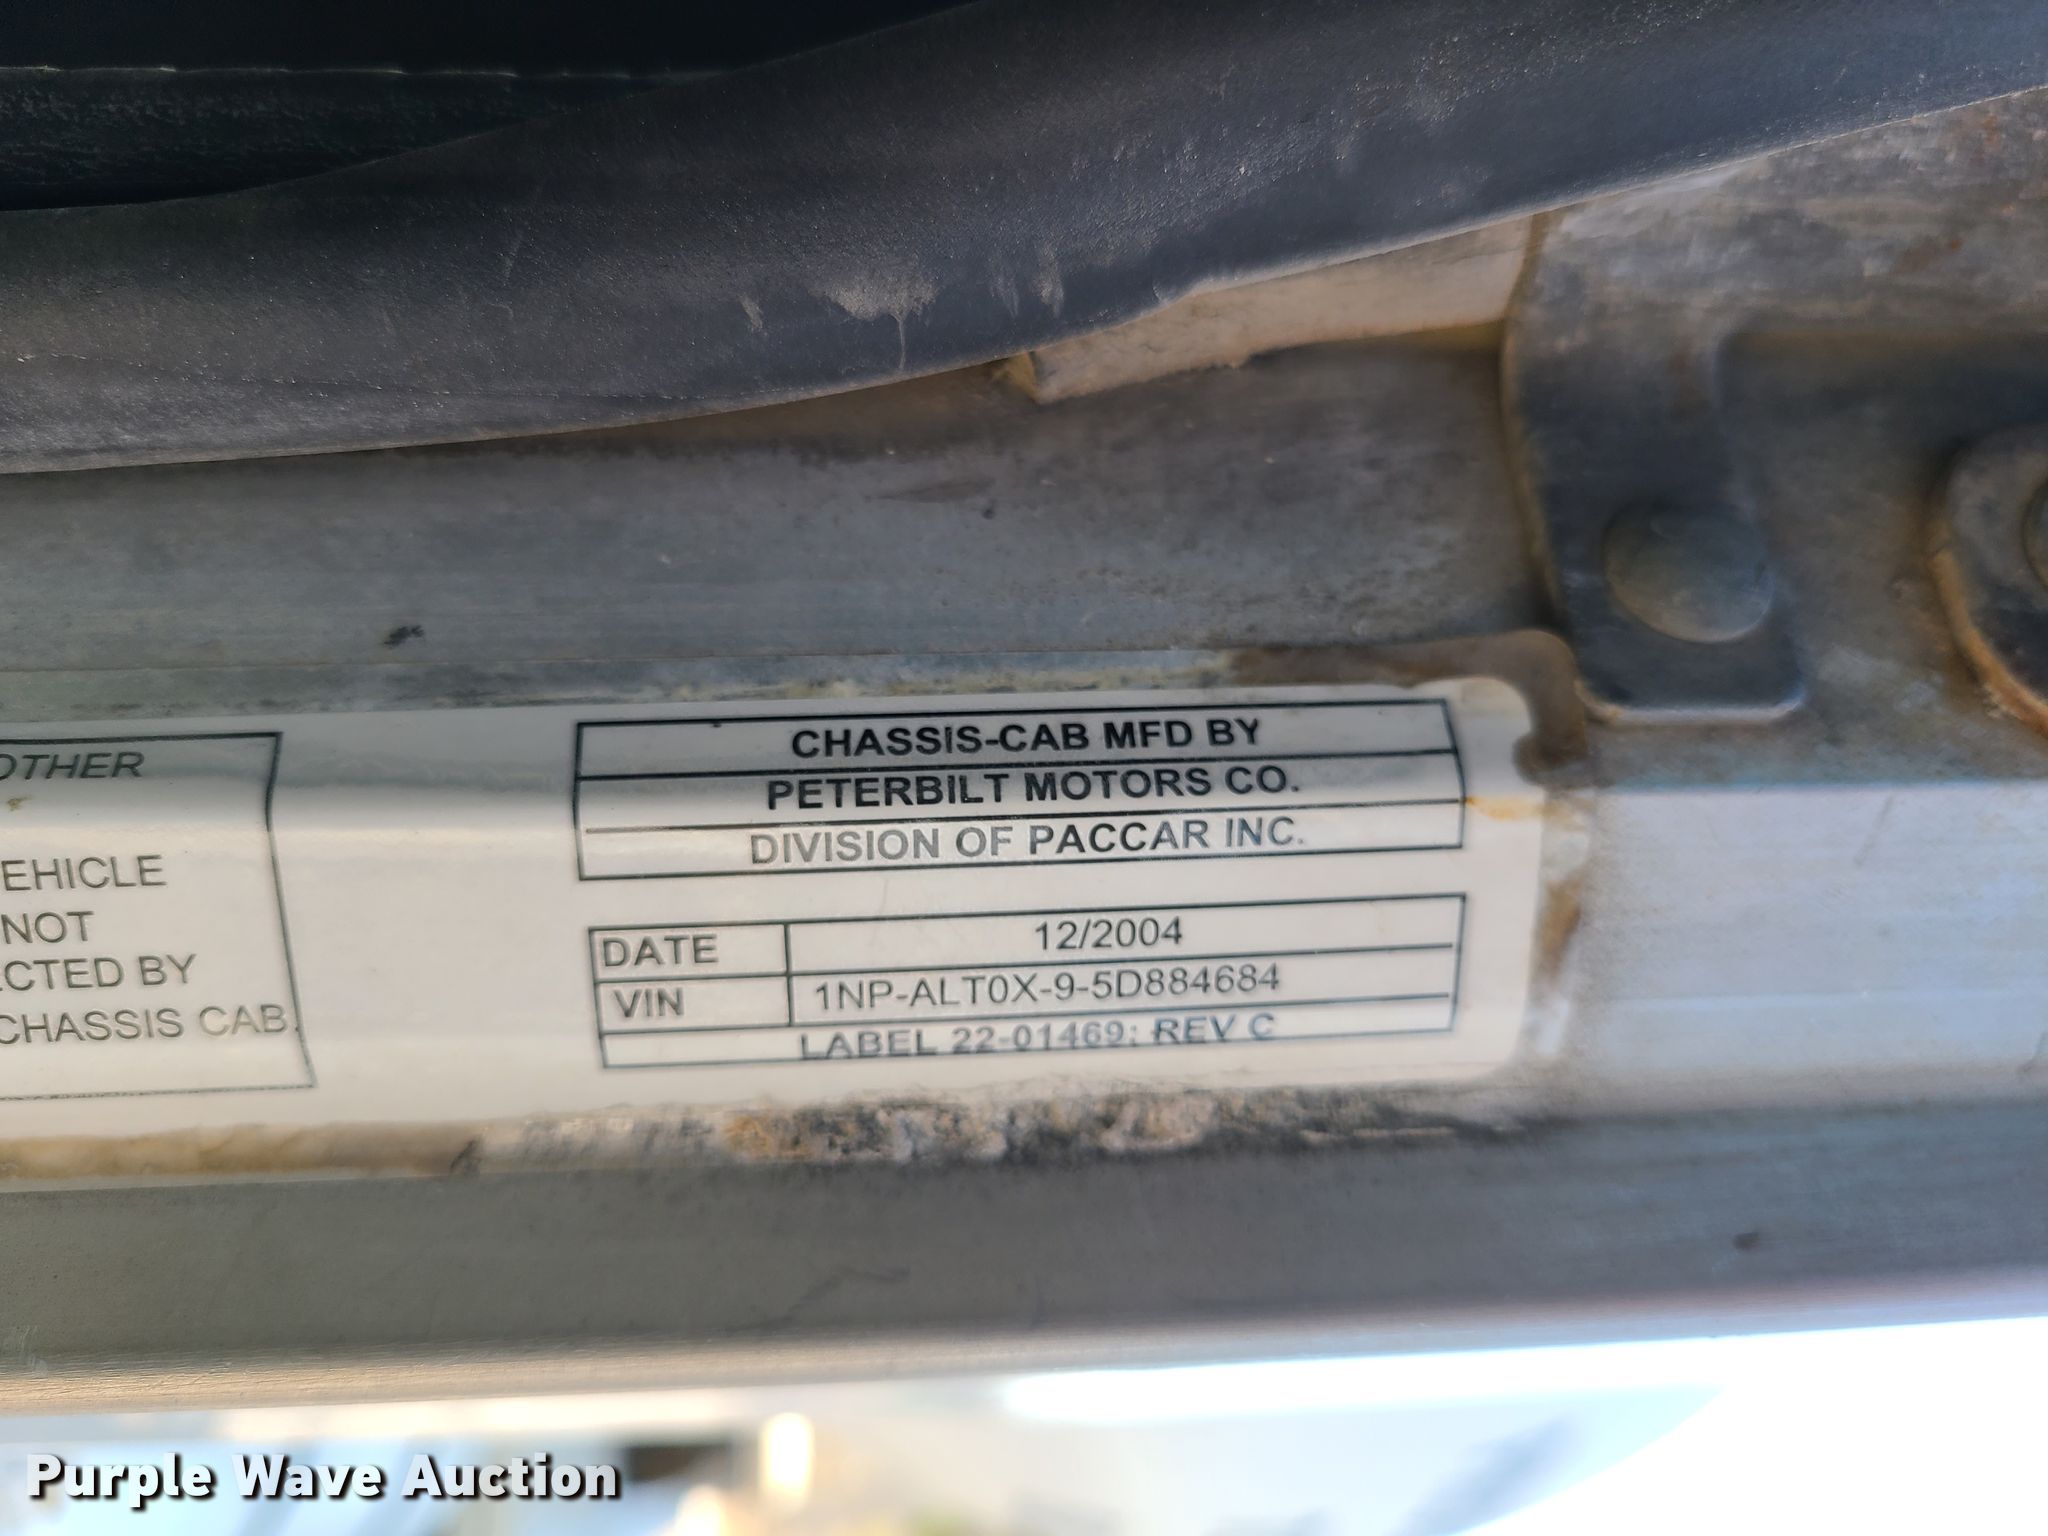 OTHER
EHICLE
NOT
CTED BY
CHASSIS CAB.
CHASSIS-CAB MFD BY
PETERBILT MOTORS CO.
DIVISION OF PACCAR INC.
DATE 12/2004
VIN 1NP-ALT0X-9-5D884684
LABEL 22-01469; REV C
Purple Wave Auction